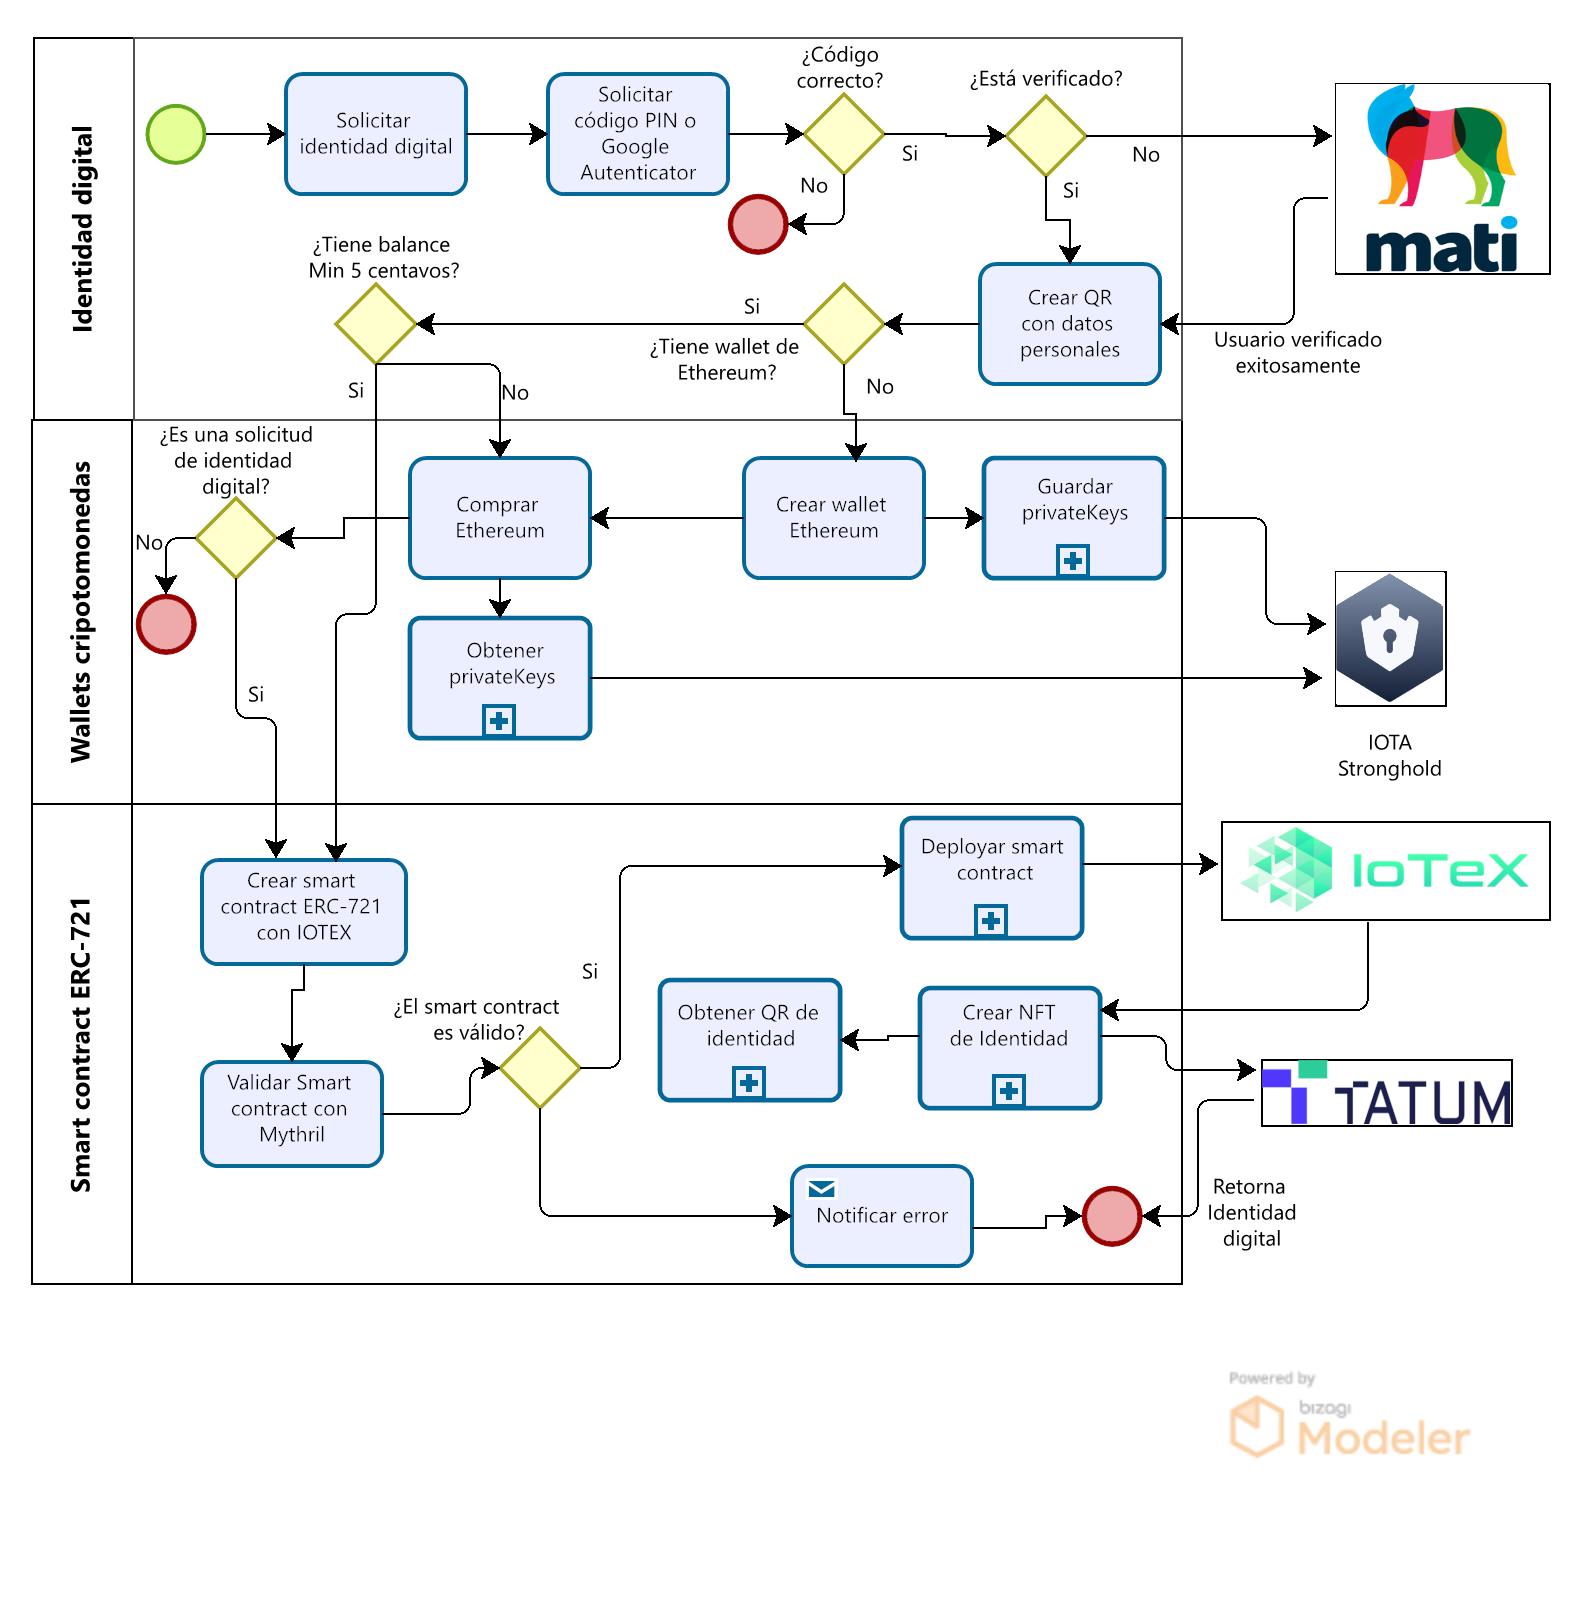 Identidad digital
Solicitar
identidad digital
Solicitar
código PIN o
Google
Autenticator
¿Código
correcto?
Si
No
¿Está verificado?
No
Si
mati
Usuario verificado
exitosamente
Crear QR
con datos
personales
¿Tiene wallet de
Ethereum?
Si
No
¿Tiene balance
Min 5 centavos?
Si
No
Wallets cripotomonedas
¿Es una solicitud
de identidad
digital?
No
Si
Comprar
Ethereum
Crear wallet
Ethereum
Guardar
privateKeys
Obtener
privateKeys
IOTA
Stronghold
Smart contract ERC-721
Crear smart
contract ERC-721
con IOTEX
Validar Smart
contract con
Mythril
¿El smart contract
es válido?
Si
Deployar smart
contract
IoTeX
Obtener QR de
identidad
Crear NFT
de Identidad
TATUM
Notificar error
Retorna
Identidad
digital
Powered by
bizagi
Modeler